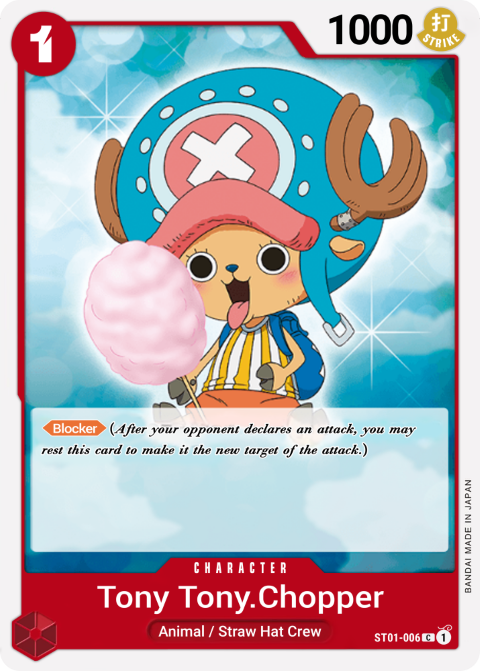 1
1000
打
STRIKE
Blocker (After your opponent declares an attack, you may
rest this card to make it the new target of the attack.)
BANDAI MADE IN JAPAN
CHARACTER
Tony Tony.Chopper
Animal / Straw Hat Crew
ST01-006 C 1